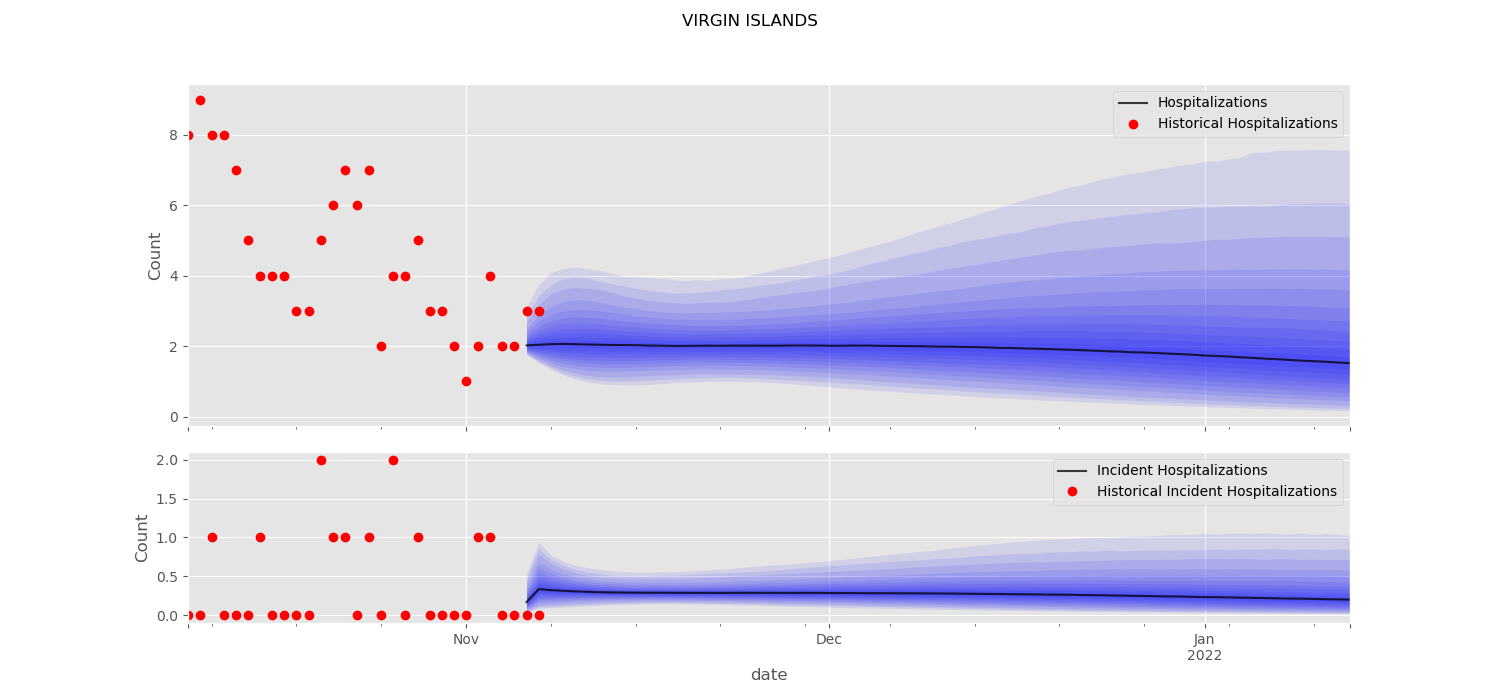 VIRGIN ISLANDS
Hospitalizations
Historical Hospitalizations
Count
8
6
4
2
0
Incident Hospitalizations
Historical Incident Hospitalizations
Count
2.0
1.5
1.0
0.5
0.0
Nov
Dec
Jan
2022
date